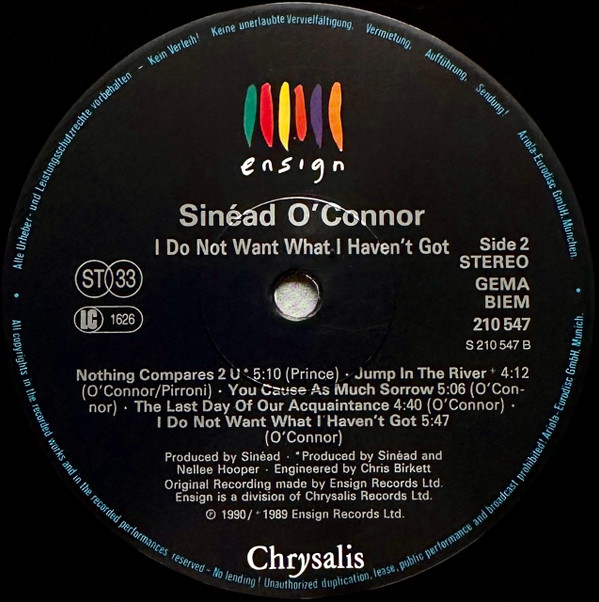 Alle Urheber- und Leistungsschutzrechte vorbehalten - Kein Verleih! Keine unerlaubte Vervielfältigung, Vermietung, Aufführung, Sendung! Ariola-Eurodisc GmbH, München.
ensign
Sinéad O'Connor
I Do Not Want What I Haven't Got
Side 2
STEREO
GEMA
BIEM
210 547
S 210 547 B
ST 33
LC 1626
Nothing Compares 2 U * 5:10 (Prince) · Jump In The River + 4:12
(O'Connor/Pirroni) · You Cause As Much Sorrow 5:06 (O'Con-
nor) · The Last Day Of Our Acquaintance 4:40 (O'Connor) ·
I Do Not Want What I Haven't Got 5:47
(O'Connor)
Produced by Sinéad · *Produced by Sinéad and
Nellee Hooper · Engineered by Chris Birkett
Original Recording made by Ensign Records Ltd.
Ensign is a division of Chrysalis Records Ltd.
℗ 1990/ +1989 Ensign Records Ltd.
Chrysalis
All copyrights in the recorded works and in the recorded performances reserved - No lending! Unauthorized duplication, lease, public performance and broadcast prohibited! Ariola-Eurodisc GmbH, Munich.